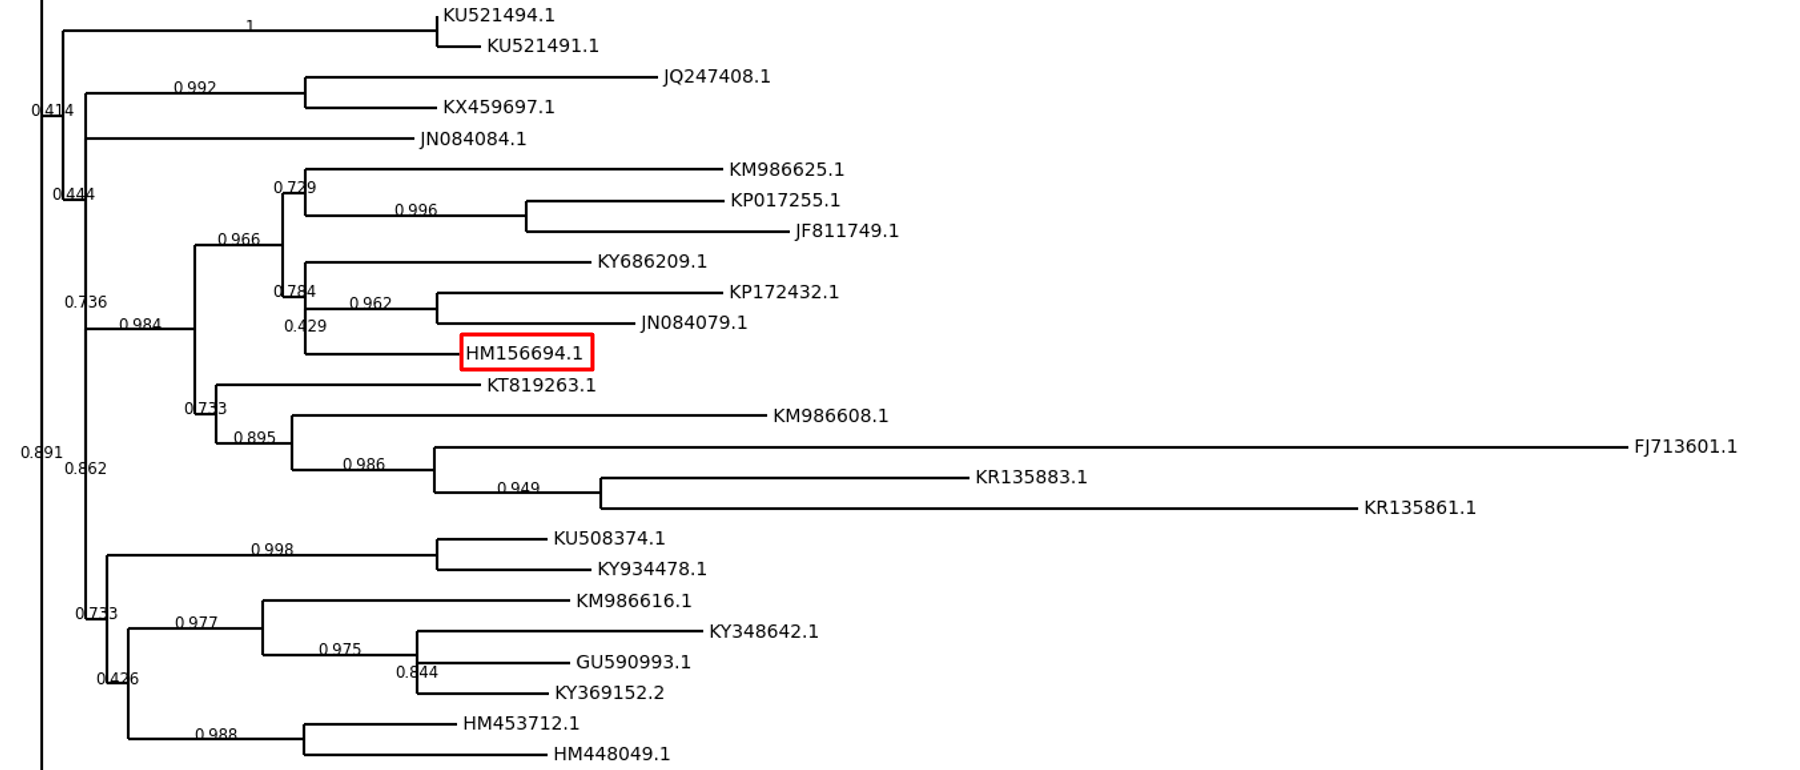 KU521494.1
1
KU521491.1
JQ247408.1
0.992
KX459697.1
0.414
JN084084.1
KM986625.1
0.729
0.444
KP017255.1
0.996
JF811749.1
0.966
KY686209.1
0.784
KP172432.1
0.736
0.962
JN084079.1
0.984
0.429
HM156694.1
KT819263.1
0.733
KM986608.1
0.895
FJ713601.1
0.891
0.986
0.862
KR135883.1
0.949
KR135861.1
KU508374.1
0.998
KY934478.1
KM986616.1
0.733
0.977
KY348642.1
0.975
GU590993.1
0.844
0.426
KY369152.2
HM453712.1
0.988
HM448049.1